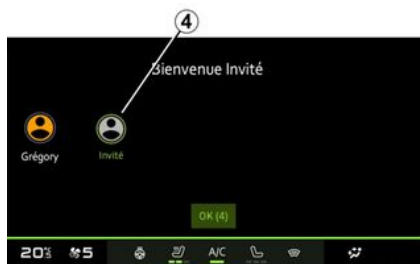 4
Bienvenue Invité
Grégory Invité
OK (4)
20°C 5 A/C